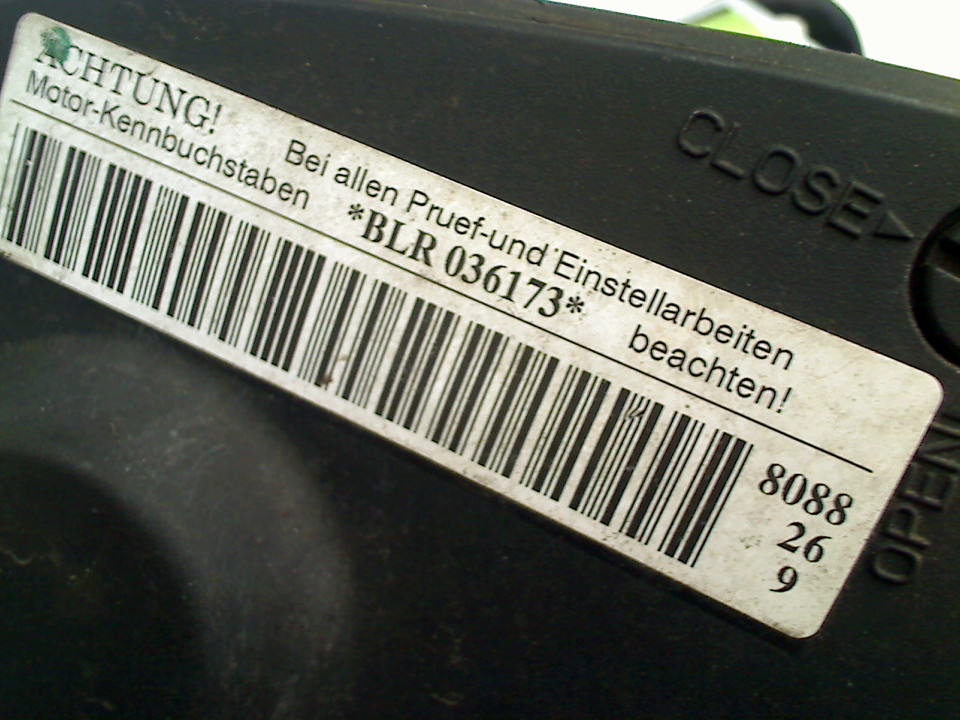 ACHTUNG! Bei allen Pruef-und Einstellarbeiten
Motor-Kennbuchstaben *BLR 036173* beachten!
8088
26
9
CLOSE
OPEN